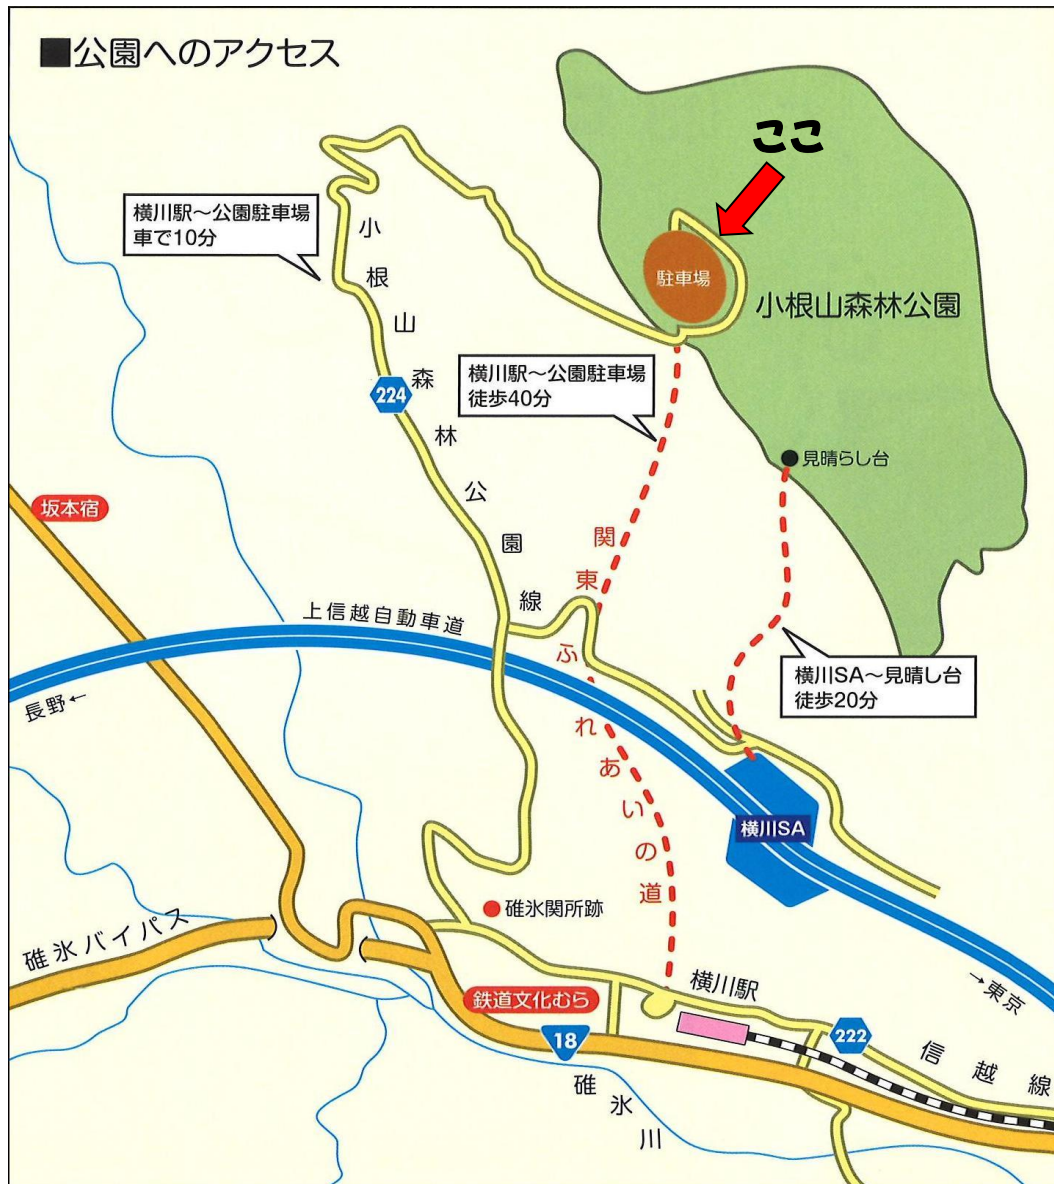 ■公園へのアクセス
ここ
横川駅～公園駐車場
車で10分
小根山森林公園線
駐車場
小根山森林公園
224
横川駅～公園駐車場
徒歩40分
見晴らし台
坂本宿
関東ふれあいの道
上信越自動車道
横川SA～見晴し台
徒歩20分
長野←
横川SA
碓氷関所跡
碓氷バイパス
横川駅
→東京
鉄道文化むら
18
222
信越線
碓氷川